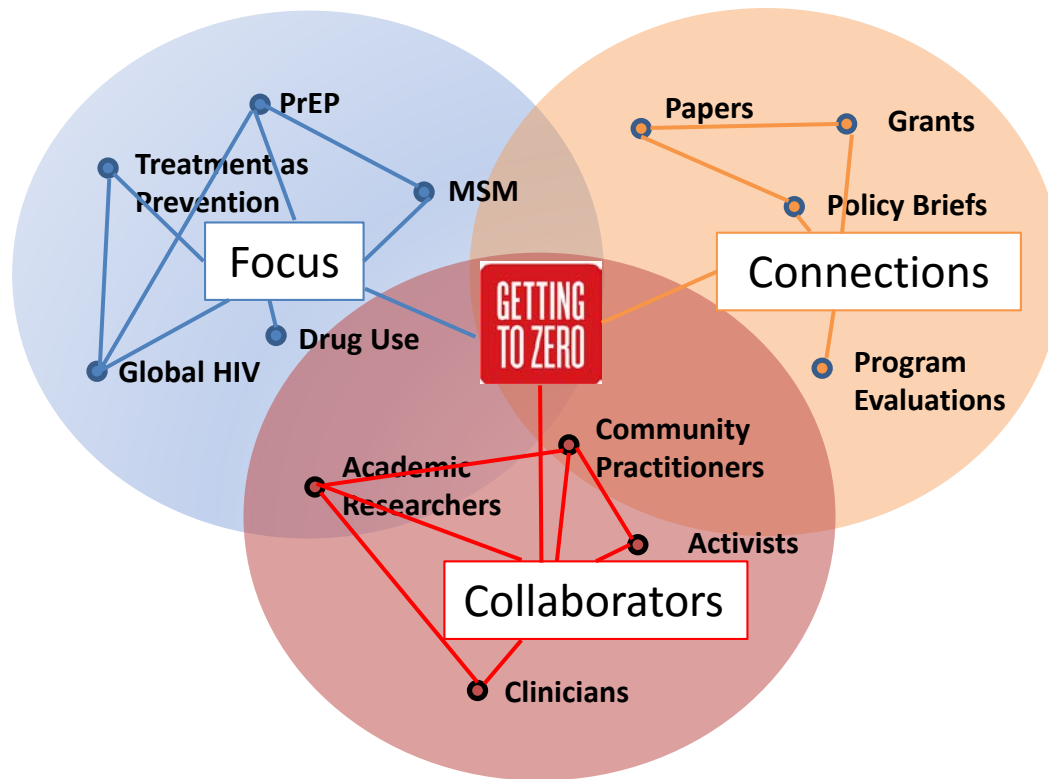 PrEP
Treatment as
Prevention
MSM
Focus
Drug Use
Global HIV
Papers
Grants
Policy Briefs
Connections
Program
Evaluations
GETTING
TO ZERO
Community
Practitioners
Academic
Researchers
Activists
Collaborators
Clinicians